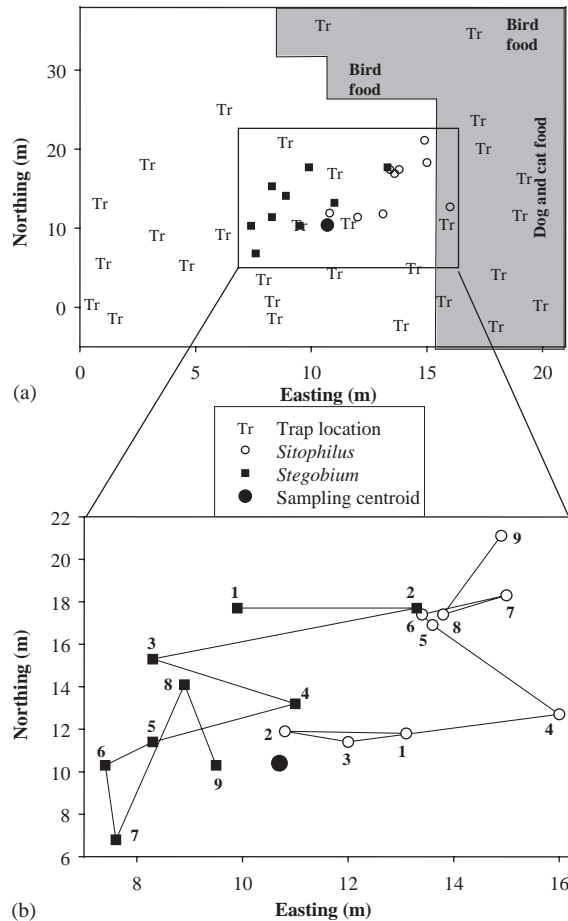 Tr
Tr
Bird
food
Bird
food
Dog and cat food
30
Tr
Tr
Tr
Tr
20
Tr
Tr
Tr
Tr
Tr
Tr
10
Tr
Tr
Tr
Tr
Tr
Tr
Tr
Tr
Tr
Tr
Tr
Tr
0
Tr
Tr
Tr
Tr
Tr
Tr
Tr
Tr
Northing (m)
0
5
10
15
20
(a)
Easting (m)
Tr Trap location
Sitophilus
Stegobium
Sampling centroid
22
20
18
16
14
12
10
8
6
Northing (m)
9
1
2
6
5
8
7
3
8
4
5
2
3
1
4
6
9
7
8
10
12
14
16
(b)
Easting (m)